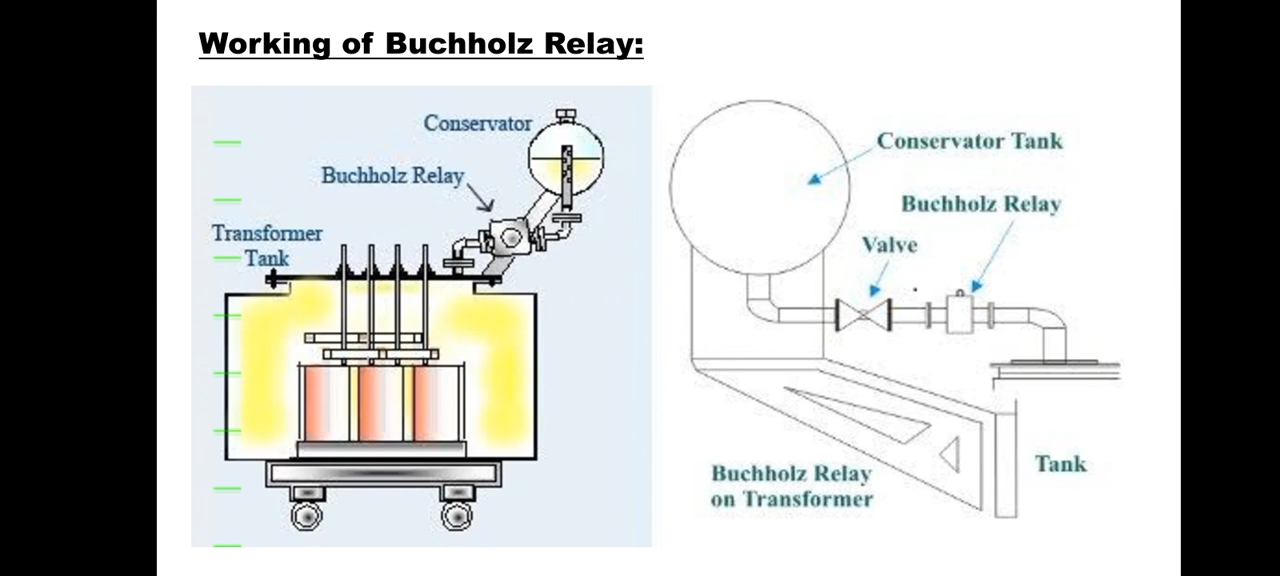 Working of Buchholz Relay:
Conservator
Buchholz Relay
Transformer
Tank
Conservator Tank
Buchholz Relay
Valve
Buchholz Relay
on Transformer
Tank